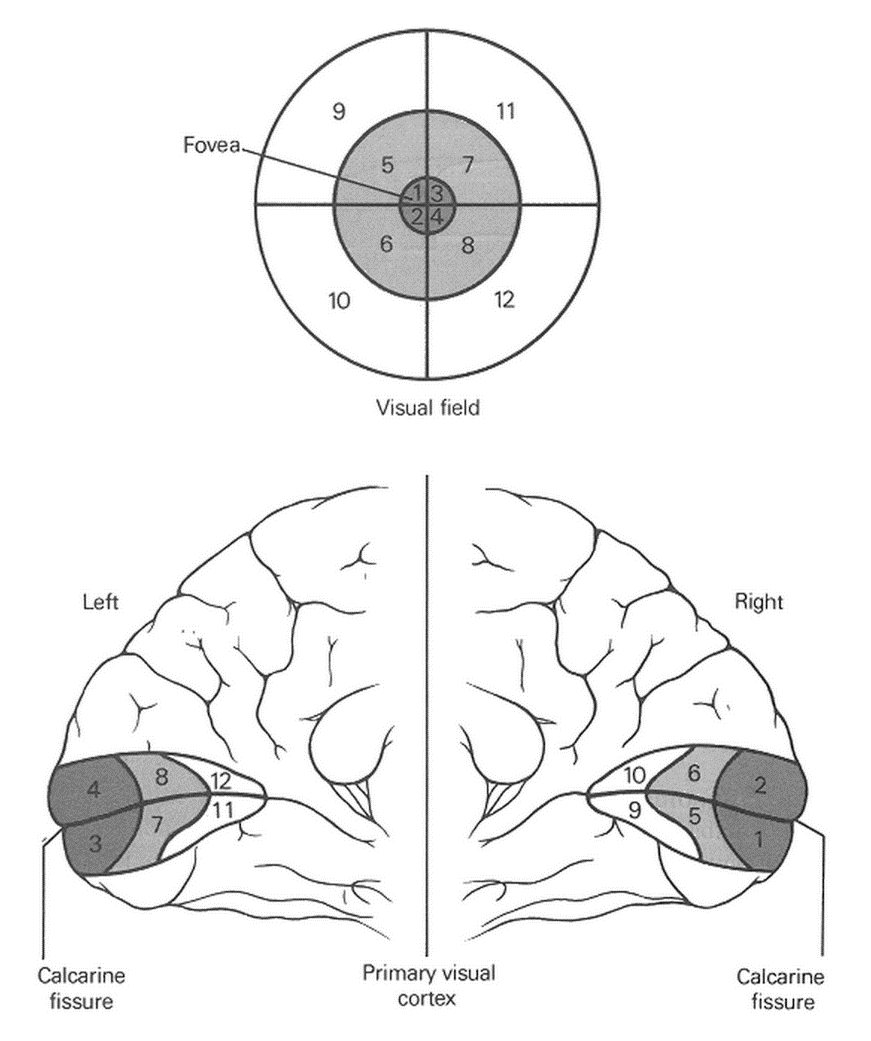 9 11
Fovea
5 7
1 3
2 4
6 8
10 12
Visual field
Left
Right
4 8 12
3 7 11
10 6 2
9 5 1
Calcarine
fissure
Primary visual
cortex
Calcarine
fissure